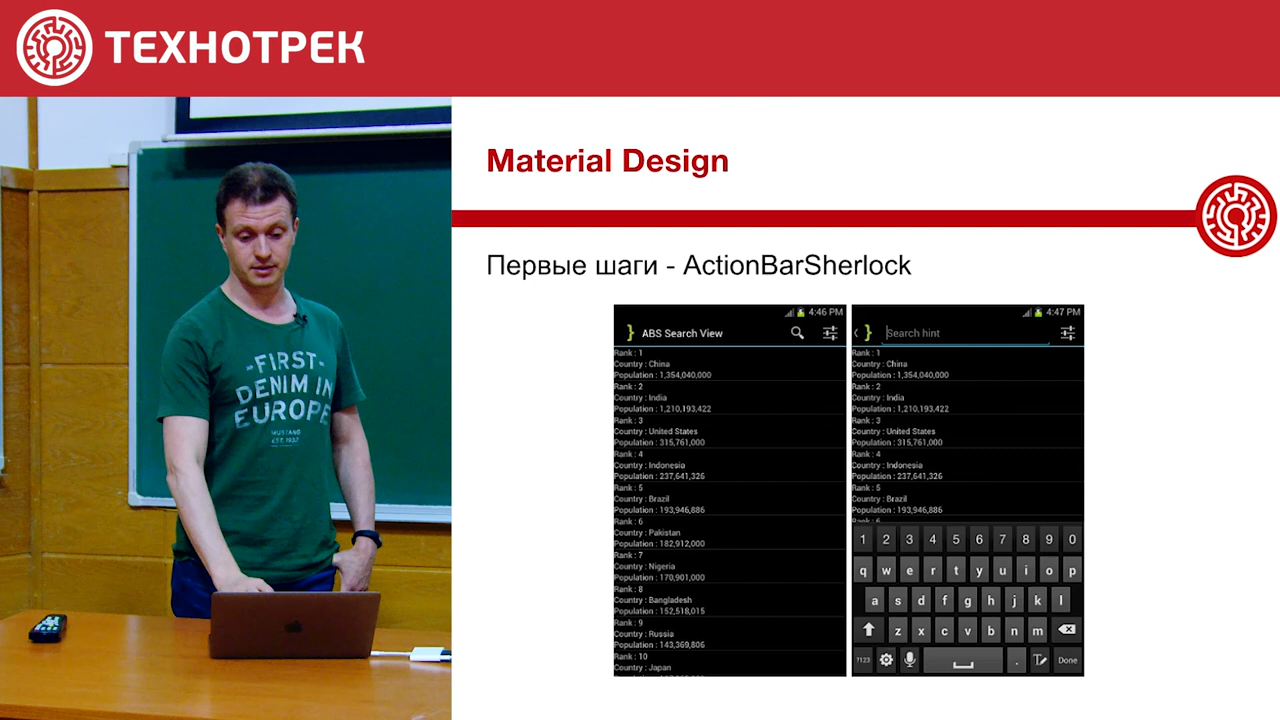 ТЕХНОТРЕК
-FIRST-
DENIM IN
EUROPE
MUSTANG
EST. 1932
Material Design
Первые шаги - ActionBarSherlock
4:46 PM
ABS Search View
Rank : 1
Country : China
Population : 1,354,040,000
Rank : 2
Country : India
Population : 1,210,193,422
Rank : 3
Country : United States
Population : 315,761,000
Rank : 4
Country : Indonesia
Population : 237,641,326
Rank : 5
Country : Brazil
Population : 193,946,886
Rank : 6
Country : Pakistan
Population : 182,912,000
Rank : 7
Country : Nigeria
Population : 170,901,000
Rank : 8
Country : Bangladesh
Population : 152,518,015
Rank : 9
Country : Russia
Population : 143,369,806
Rank : 10
Country : Japan
4:47 PM
Search hint
Rank : 1
Country : China
Population : 1,354,040,000
Rank : 2
Country : India
Population : 1,210,193,422
Rank : 3
Country : United States
Population : 315,761,000
Rank : 4
Country : Indonesia
Population : 237,641,326
Rank : 5
Country : Brazil
Population : 193,946,886
Rank : 6
1 2 3 4 5 6 7 8 9 0
q w e r t y u i o p
a s d f g h j k l
z x c v b n m
?123 . T Done